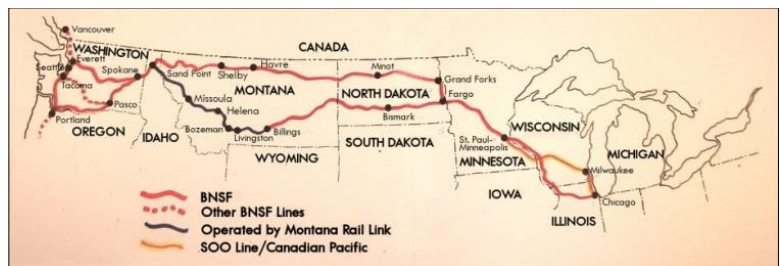 Vancouver
CANADA
WASHINGTON
Everett
Seattle
Tacoma
Spokane
Sand Point
Shelby
Havre
Minot
Grand Forks
MONTANA
NORTH DAKOTA
Fargo
Pasco
Missoula
Helena
Bismark
Portland
OREGON
IDAHO
Bozeman
Livingston
Billings
SOUTH DAKOTA
St. Paul-
Minneapolis
WISCONSIN
MINNESOTA
MICHIGAN
WYOMING
Milwaukee
IOWA
ILLINOIS
Chicago
BNSF
Other BNSF Lines
Operated by Montana Rail Link
SOO Line/Canadian Pacific